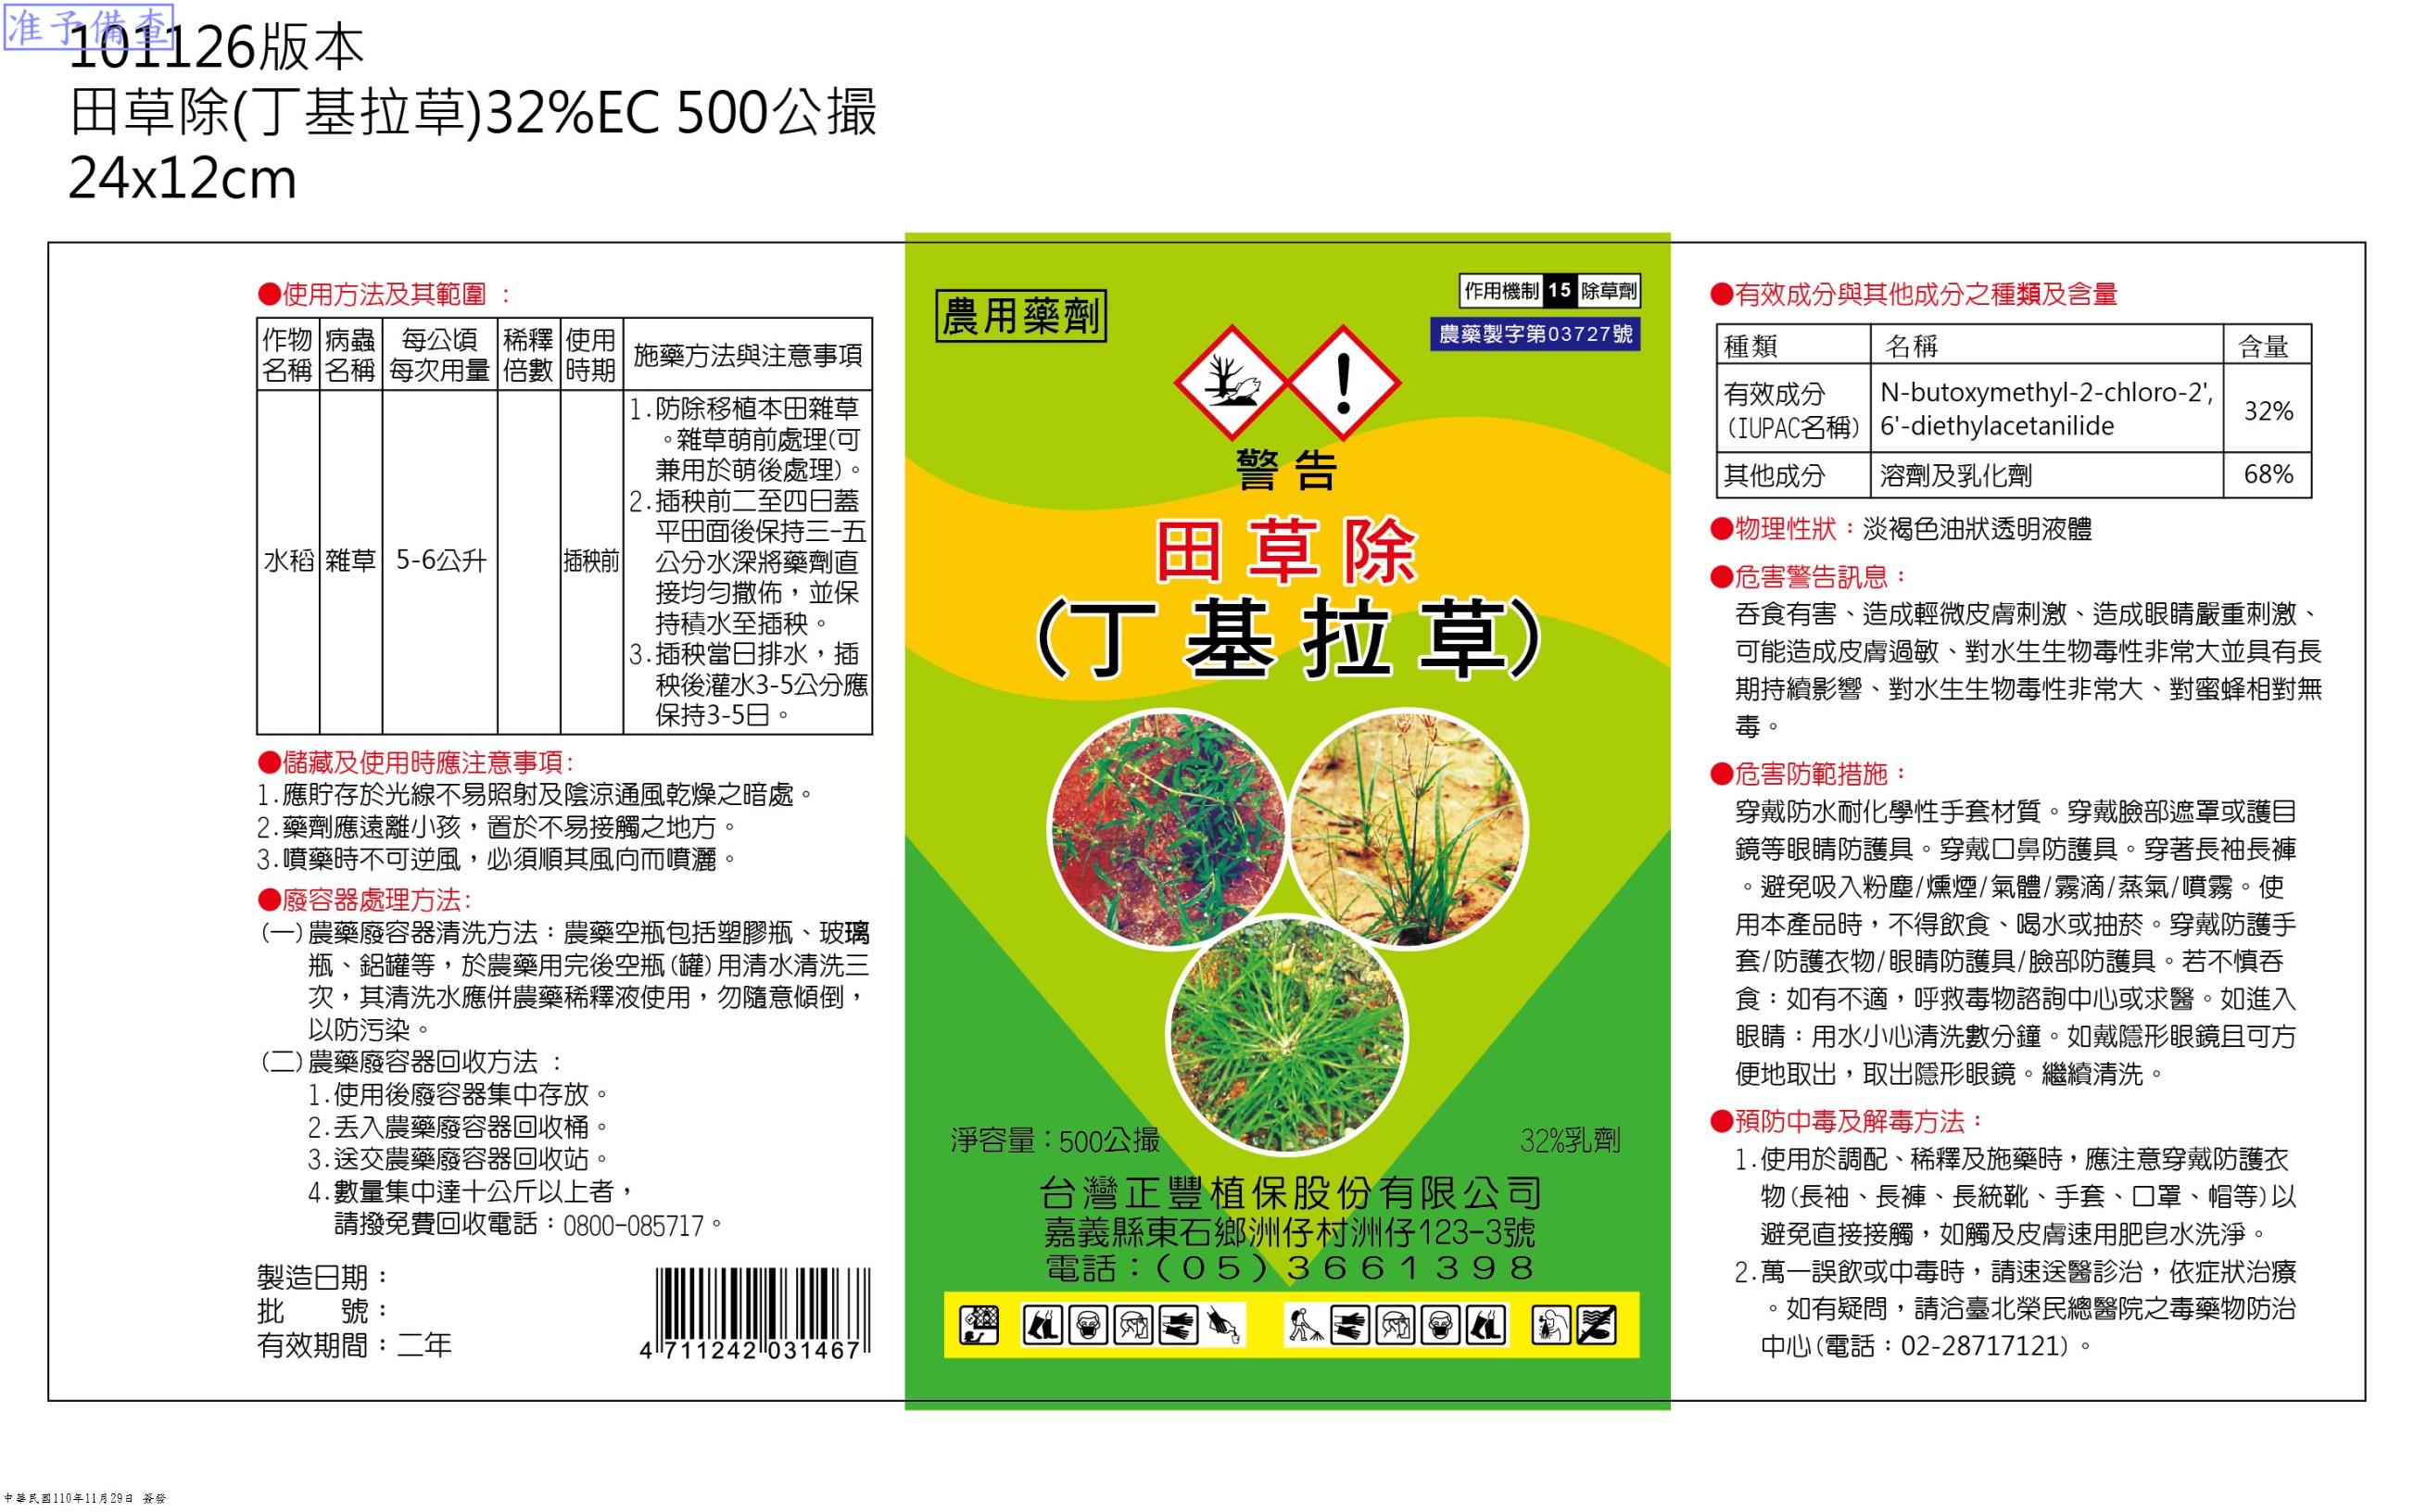 准予備查
101126版本
田草除(丁基拉草)32%EC 500公撮
24x12cm
●使用方法及其範圍：
作物名稱 病蟲名稱 每公頃每次用量 稀釋倍數 使用時期 施藥方法與注意事項
水稻 雜草 5-6公升 插秧前
1.防除移植本田雜草
。雜草萌前處理(可
兼用於萌後處理)。
2.插秧前二至四日蓋
平田面後保持三-五
公分水深將藥劑直
接均勻撒佈，並保
持積水至插秧。
3.插秧當日排水，插
秧後灌水3-5公分應
保持3-5日。
●儲藏及使用時應注意事項:
1.應貯存於光線不易照射及陰涼通風乾燥之暗處。
2.藥劑應遠離小孩，置於不易接觸之地方。
3.噴藥時不可逆風，必須順其風向而噴灑。
●廢容器處理方法:
(一)農藥廢容器清洗方法：農藥空瓶包括塑膠瓶、玻璃
瓶、鋁罐等，於農藥用完後空瓶(罐)用清水清洗三
次，其清洗水應併農藥稀釋液使用，勿隨意傾倒，
以防污染。
(二)農藥廢容器回收方法：
1.使用後廢容器集中存放。
2.丟入農藥廢容器回收桶。
3.送交農藥廢容器回收站。
4.數量集中達十公斤以上者，
請撥免費回收電話：0800-085717。
製造日期：
批　　號：
有效期間：二年
4 711242 031467
農用藥劑
作用機制 15 除草劑
農藥製字第03727號
警告
田草除
(丁基拉草)
淨容量：500公撮
32%乳劑
台灣正豐植保股份有限公司
嘉義縣東石鄉洲仔村洲仔123-3號
電話：(05)3661398
●有效成分與其他成分之種類及含量
種類 名稱 含量
有效成分(IUPAC名稱) N-butoxymethyl-2-chloro-2',6'-diethylacetanilide 32%
其他成分 溶劑及乳化劑 68%
●物理性狀：淡褐色油狀透明液體
●危害警告訊息：
吞食有害、造成輕微皮膚刺激、造成眼睛嚴重刺激、
可能造成皮膚過敏、對水生生物毒性非常大並具有長
期持續影響、對水生生物毒性非常大、對蜜蜂相對無
毒。
●危害防範措施：
穿戴防水耐化學性手套材質。穿戴臉部遮罩或護目
鏡等眼睛防護具。穿戴口鼻防護具。穿著長袖長褲
。避免吸入粉塵/燻煙/氣體/霧滴/蒸氣/噴霧。使
用本產品時，不得飲食、喝水或抽菸。穿戴防護手
套/防護衣物/眼睛防護具/臉部防護具。若不慎吞
食：如有不適，呼救毒物諮詢中心或求醫。如進入
眼睛：用水小心清洗數分鐘。如戴隱形眼鏡且可方
便地取出，取出隱形眼鏡。繼續清洗。
●預防中毒及解毒方法：
1.使用於調配、稀釋及施藥時，應注意穿戴防護衣
物(長袖、長褲、長統靴、手套、口罩、帽等)以
避免直接接觸，如觸及皮膚速用肥皂水洗淨。
2.萬一誤飲或中毒時，請速送醫診治，依症狀治療
。如有疑問，請洽臺北榮民總醫院之毒藥物防治
中心(電話：02-28717121)。
中華民國110年11月29日 簽發